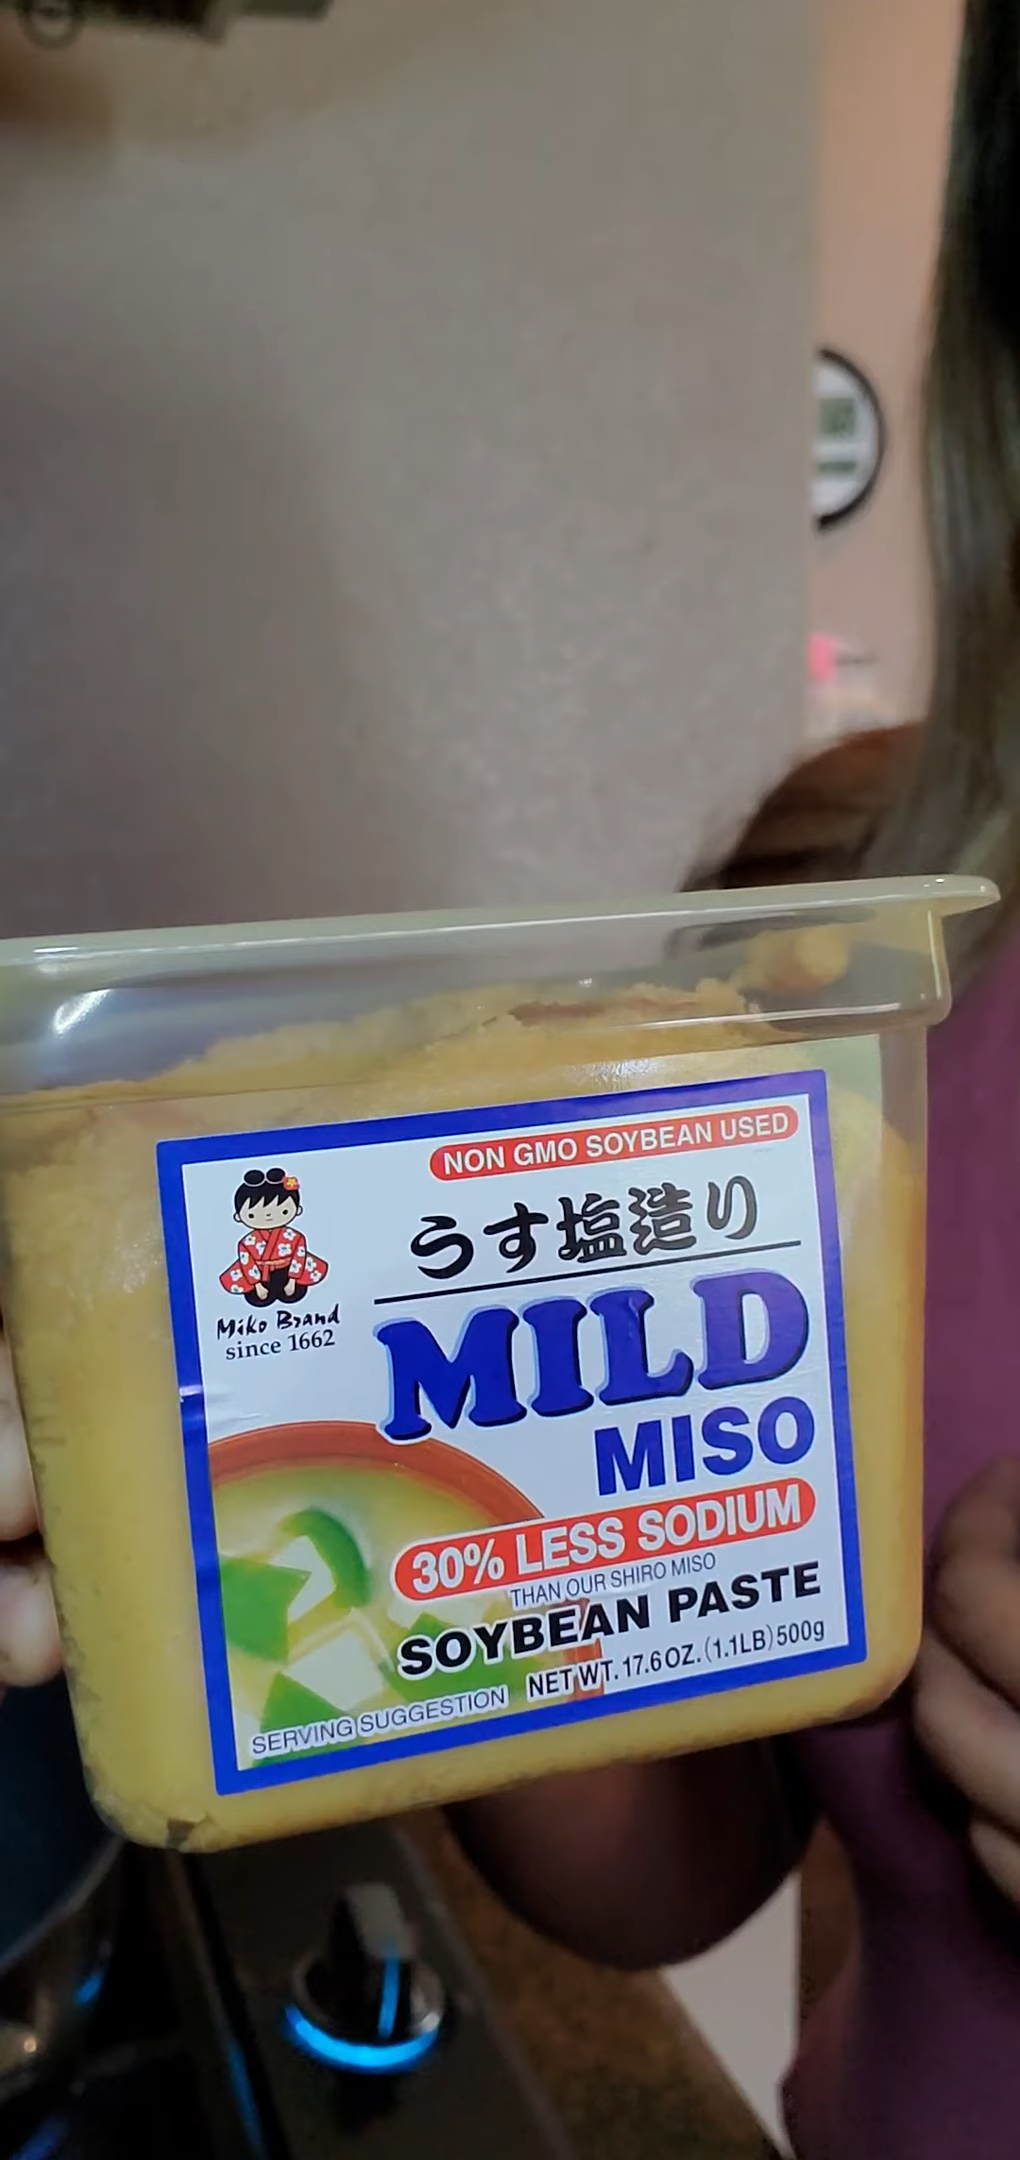 NON GMO SOYBEAN USED
うす塩造り
Miko Brand
since 1662
MILD
MISO
30% LESS SODIUM
THAN OUR SHIRO MISO
SOYBEAN PASTE
NET WT. 17.6 OZ. (1.1LB) 500g
SERVING SUGGESTION